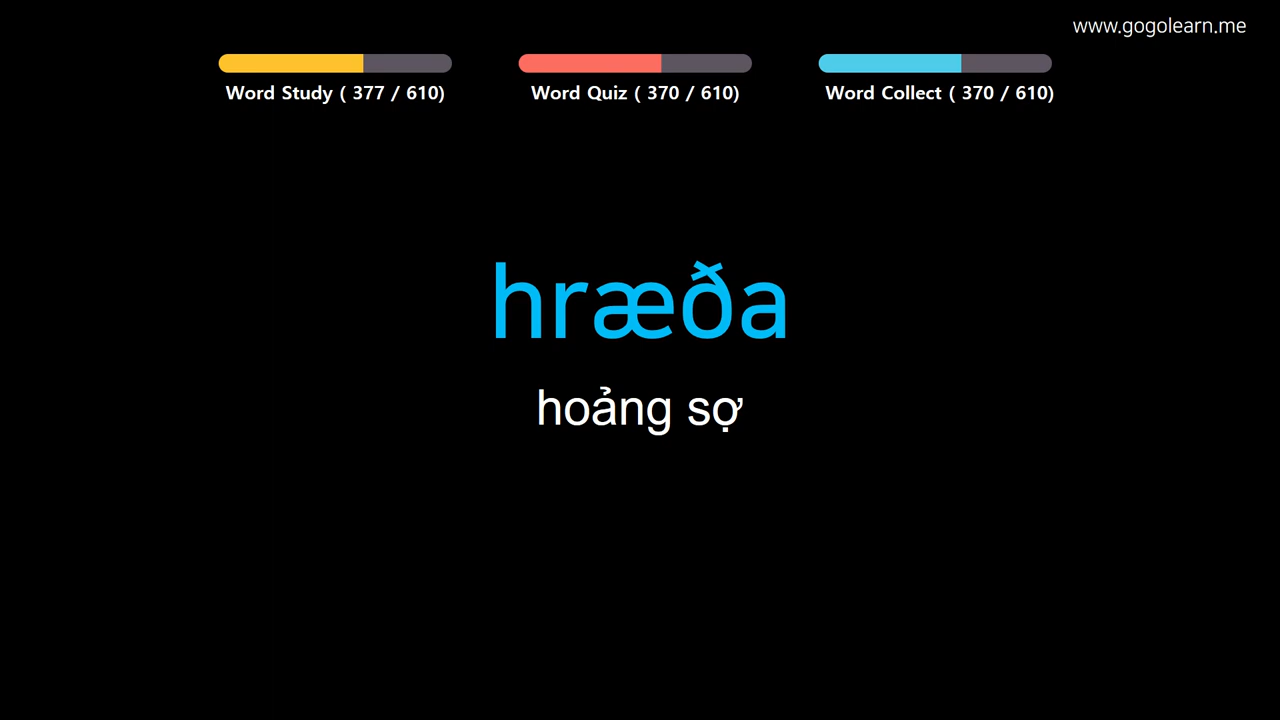 www.gogolearn.me
Word Study ( 377 / 610)
Word Quiz ( 370 / 610)
Word Collect ( 370 / 610)
hræða
hoảng sợ